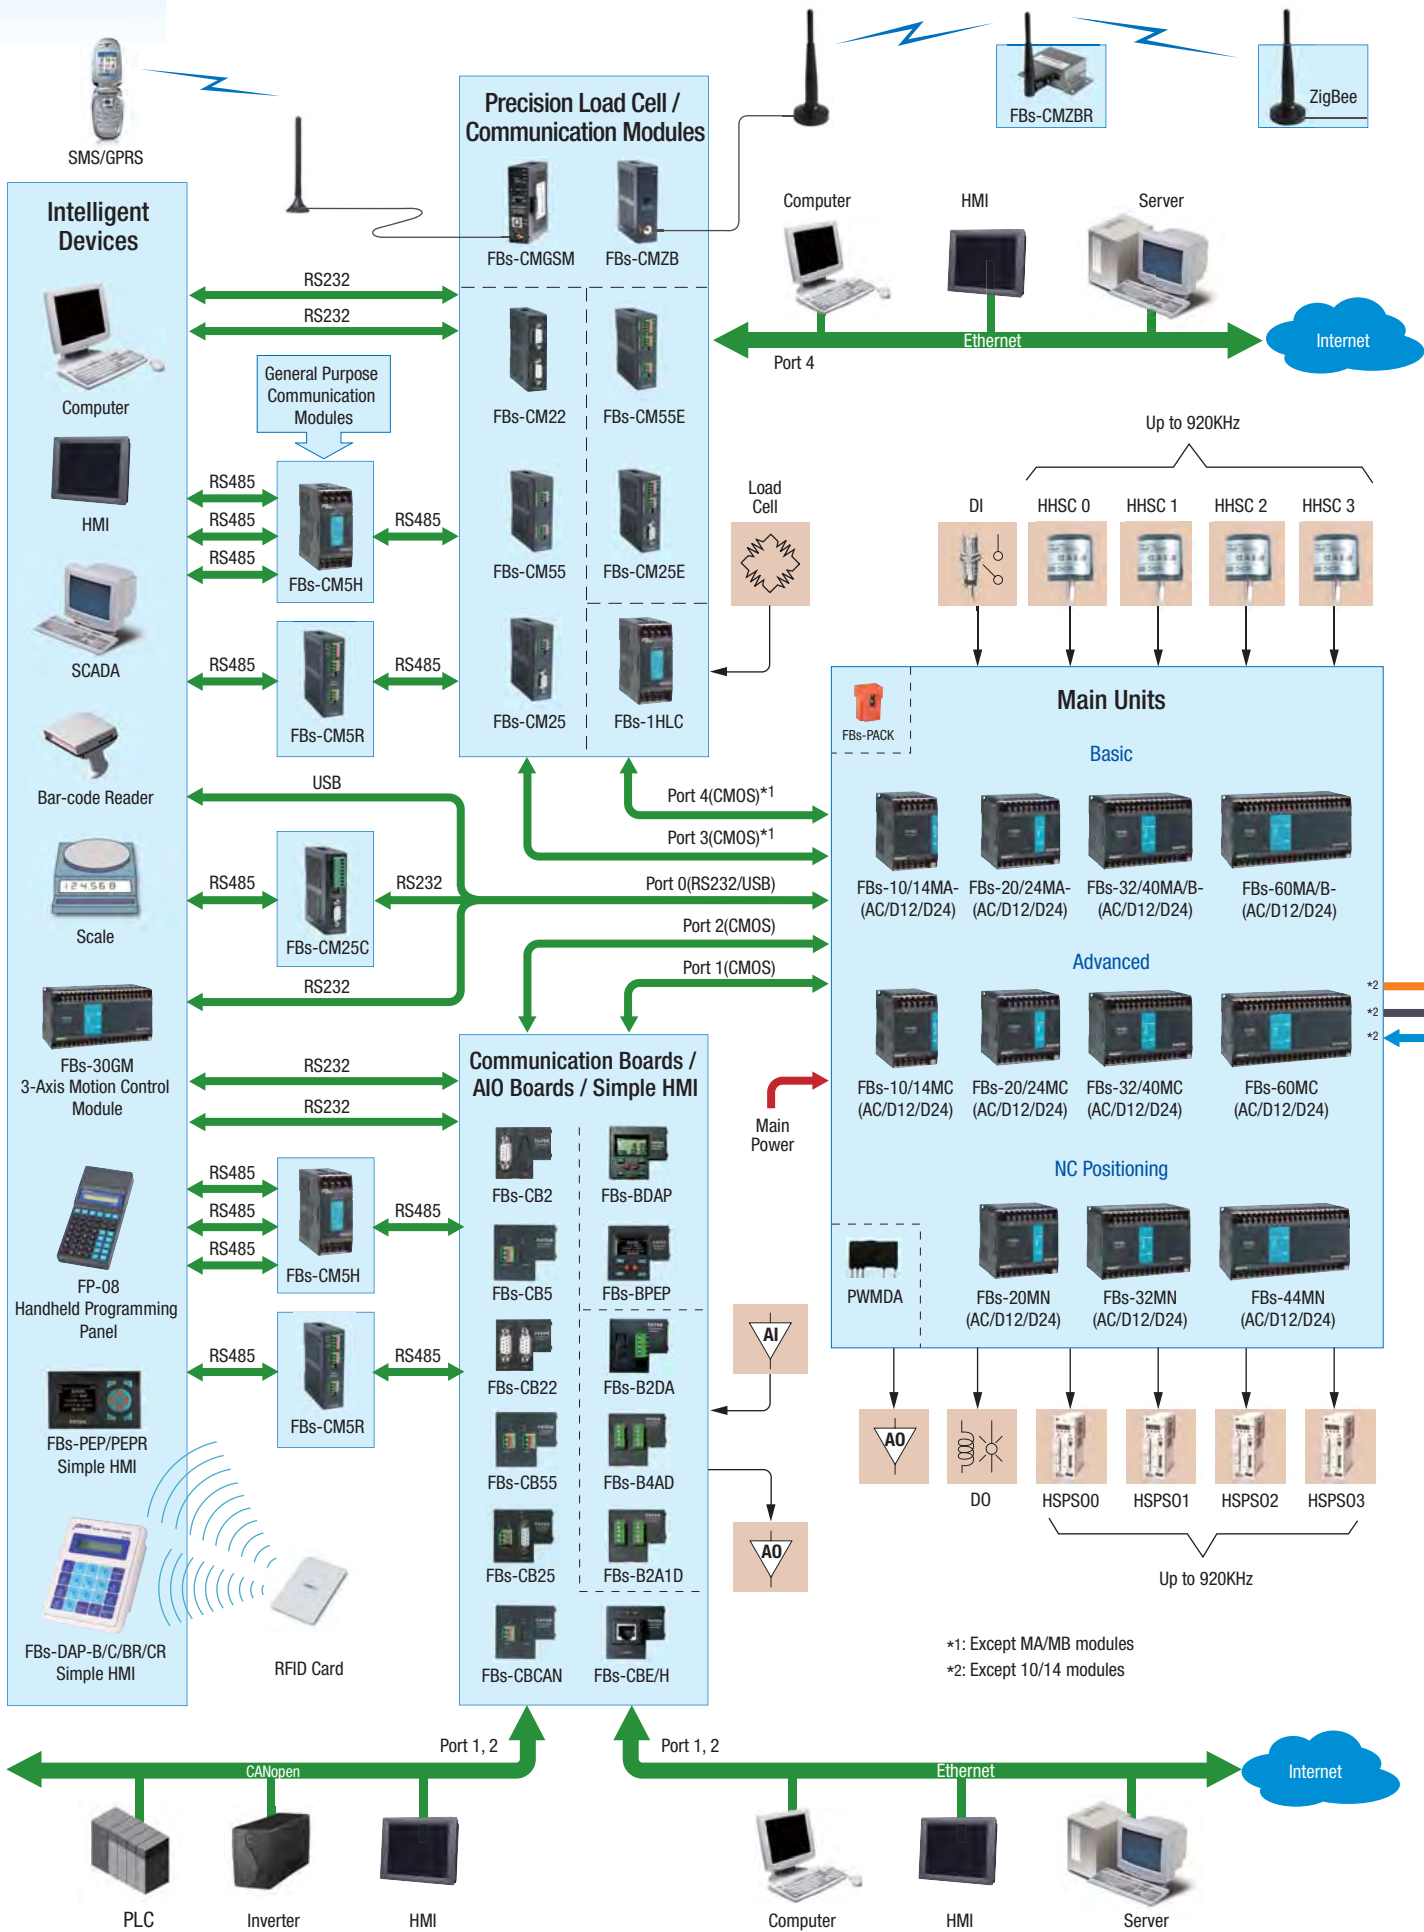 SMS/GPRS
Precision Load Cell /
Communication Modules
FBs-CMGSM
FBs-CMZB
FBs-CMZBR
ZigBee
Computer
HMI
Server
Ethernet
Internet
Port 4
Intelligent
Devices
Computer
HMI
SCADA
Bar-code Reader
Scale
FBs-30GM
3-Axis Motion Control
Module
FP-08
Handheld Programming
Panel
FBs-PEP/PEPR
Simple HMI
FBs-DAP-B/C/BR/CR
Simple HMI
RFID Card
RS232
RS232
General Purpose
Communication
Modules
RS485
RS485
RS485
FBs-CM5H
RS485
RS485
FBs-CM5R
RS485
USB
RS485
FBs-CM25C
RS232
RS232
FBs-CM22
FBs-CM55E
FBs-CM55
FBs-CM25E
FBs-CM25
FBs-1HLC
Load
Cell
Port 4(CMOS)*1
Port 3(CMOS)*1
Port 0(RS232/USB)
Port 2(CMOS)
Port 1(CMOS)
Up to 920KHz
DI
HHSC 0
HHSC 1
HHSC 2
HHSC 3
FBs-PACK
Main Units
Basic
FBs-10/14MA-
(AC/D12/D24)
FBs-20/24MA-
(AC/D12/D24)
FBs-32/40MA/B-
(AC/D12/D24)
FBs-60MA/B-
(AC/D12/D24)
Advanced
*2
*2
*2
FBs-10/14MC
(AC/D12/D24)
FBs-20/24MC
(AC/D12/D24)
FBs-32/40MC
(AC/D12/D24)
FBs-60MC
(AC/D12/D24)
Main
Power
NC Positioning
PWMDA
FBs-20MN
(AC/D12/D24)
FBs-32MN
(AC/D12/D24)
FBs-44MN
(AC/D12/D24)
AO
DO
HSPSO0
HSPSO1
HSPSO2
HSPSO3
Up to 920KHz
*1: Except MA/MB modules
*2: Except 10/14 modules
RS232
RS232
RS485
RS485
RS485
FBs-CM5H
RS485
RS485
FBs-CM5R
RS485
Communication Boards /
AIO Boards / Simple HMI
FBs-CB2
FBs-BDAP
FBs-CB5
FBs-BPEP
FBs-CB22
FBs-B2DA
FBs-CB55
FBs-B4AD
FBs-CB25
FBs-B2A1D
FBs-CBCAN
FBs-CBE/H
AI
AO
Port 1, 2
CANopen
PLC
Inverter
HMI
Port 1, 2
Ethernet
Internet
Computer
HMI
Server